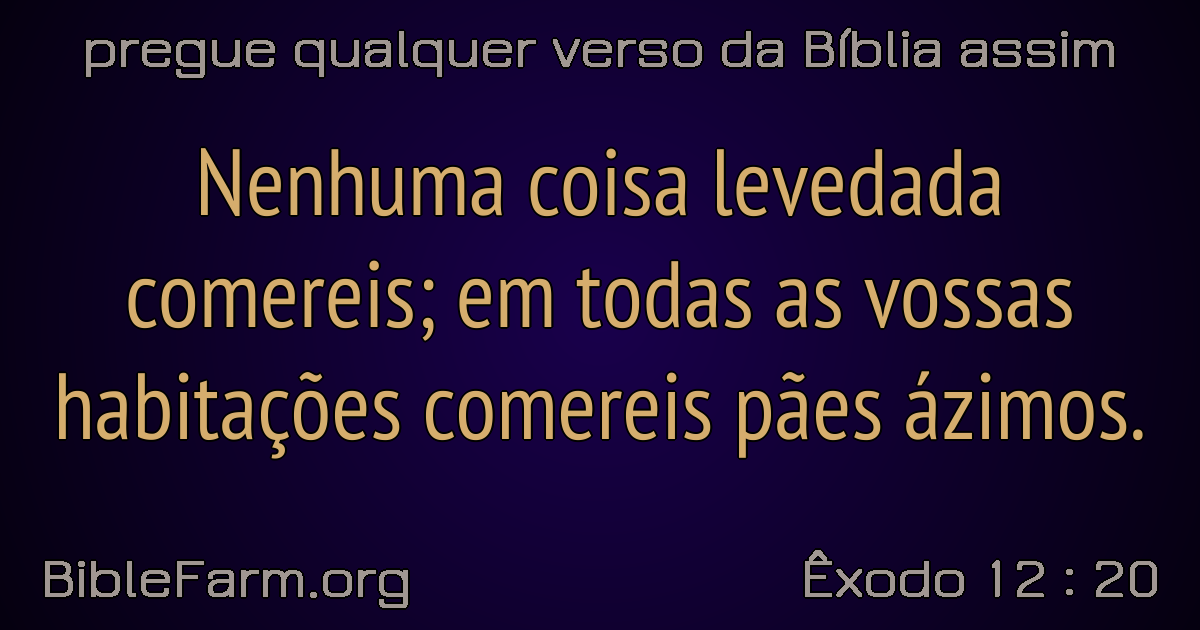 pregue qualquer verso da Bíblia assim
Nenhuma coisa levedada
comereis; em todas as vossas
habitações comereis pães ázimos.
BibleFarm.org
Êxodo 12 : 20